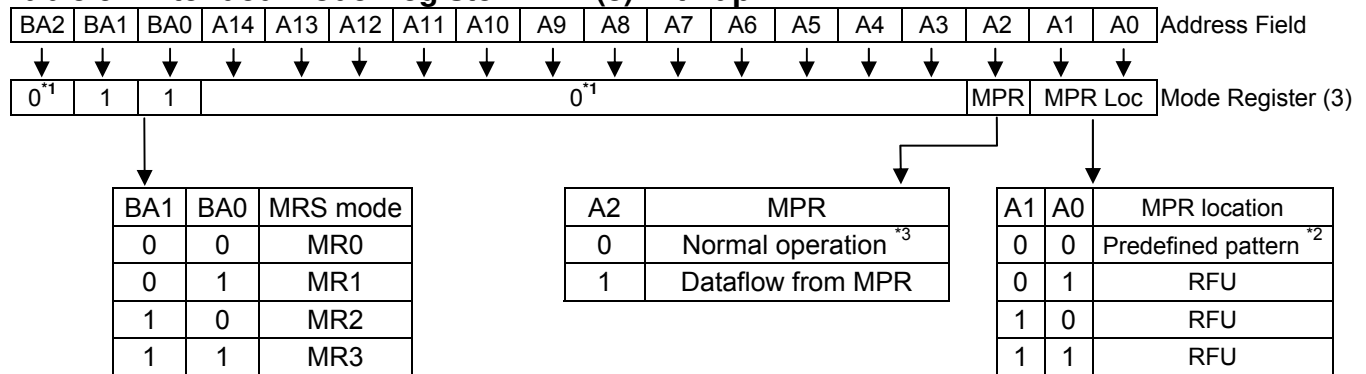 BA2 BA1 BA0 A14 A13 A12 A11 A10 A9 A8 A7 A6 A5 A4 A3 A2 A1 A0 Address Field
0*1 1 1 0*1 MPR MPR Loc Mode Register (3)
BA1 BA0 MRS mode
0 0 MR0
0 1 MR1
1 0 MR2
1 1 MR3
A2 MPR
0 Normal operation *3
1 Dataflow from MPR
A1 A0 MPR location
0 0 Predefined pattern *2
0 1 RFU
1 0 RFU
1 1 RFU